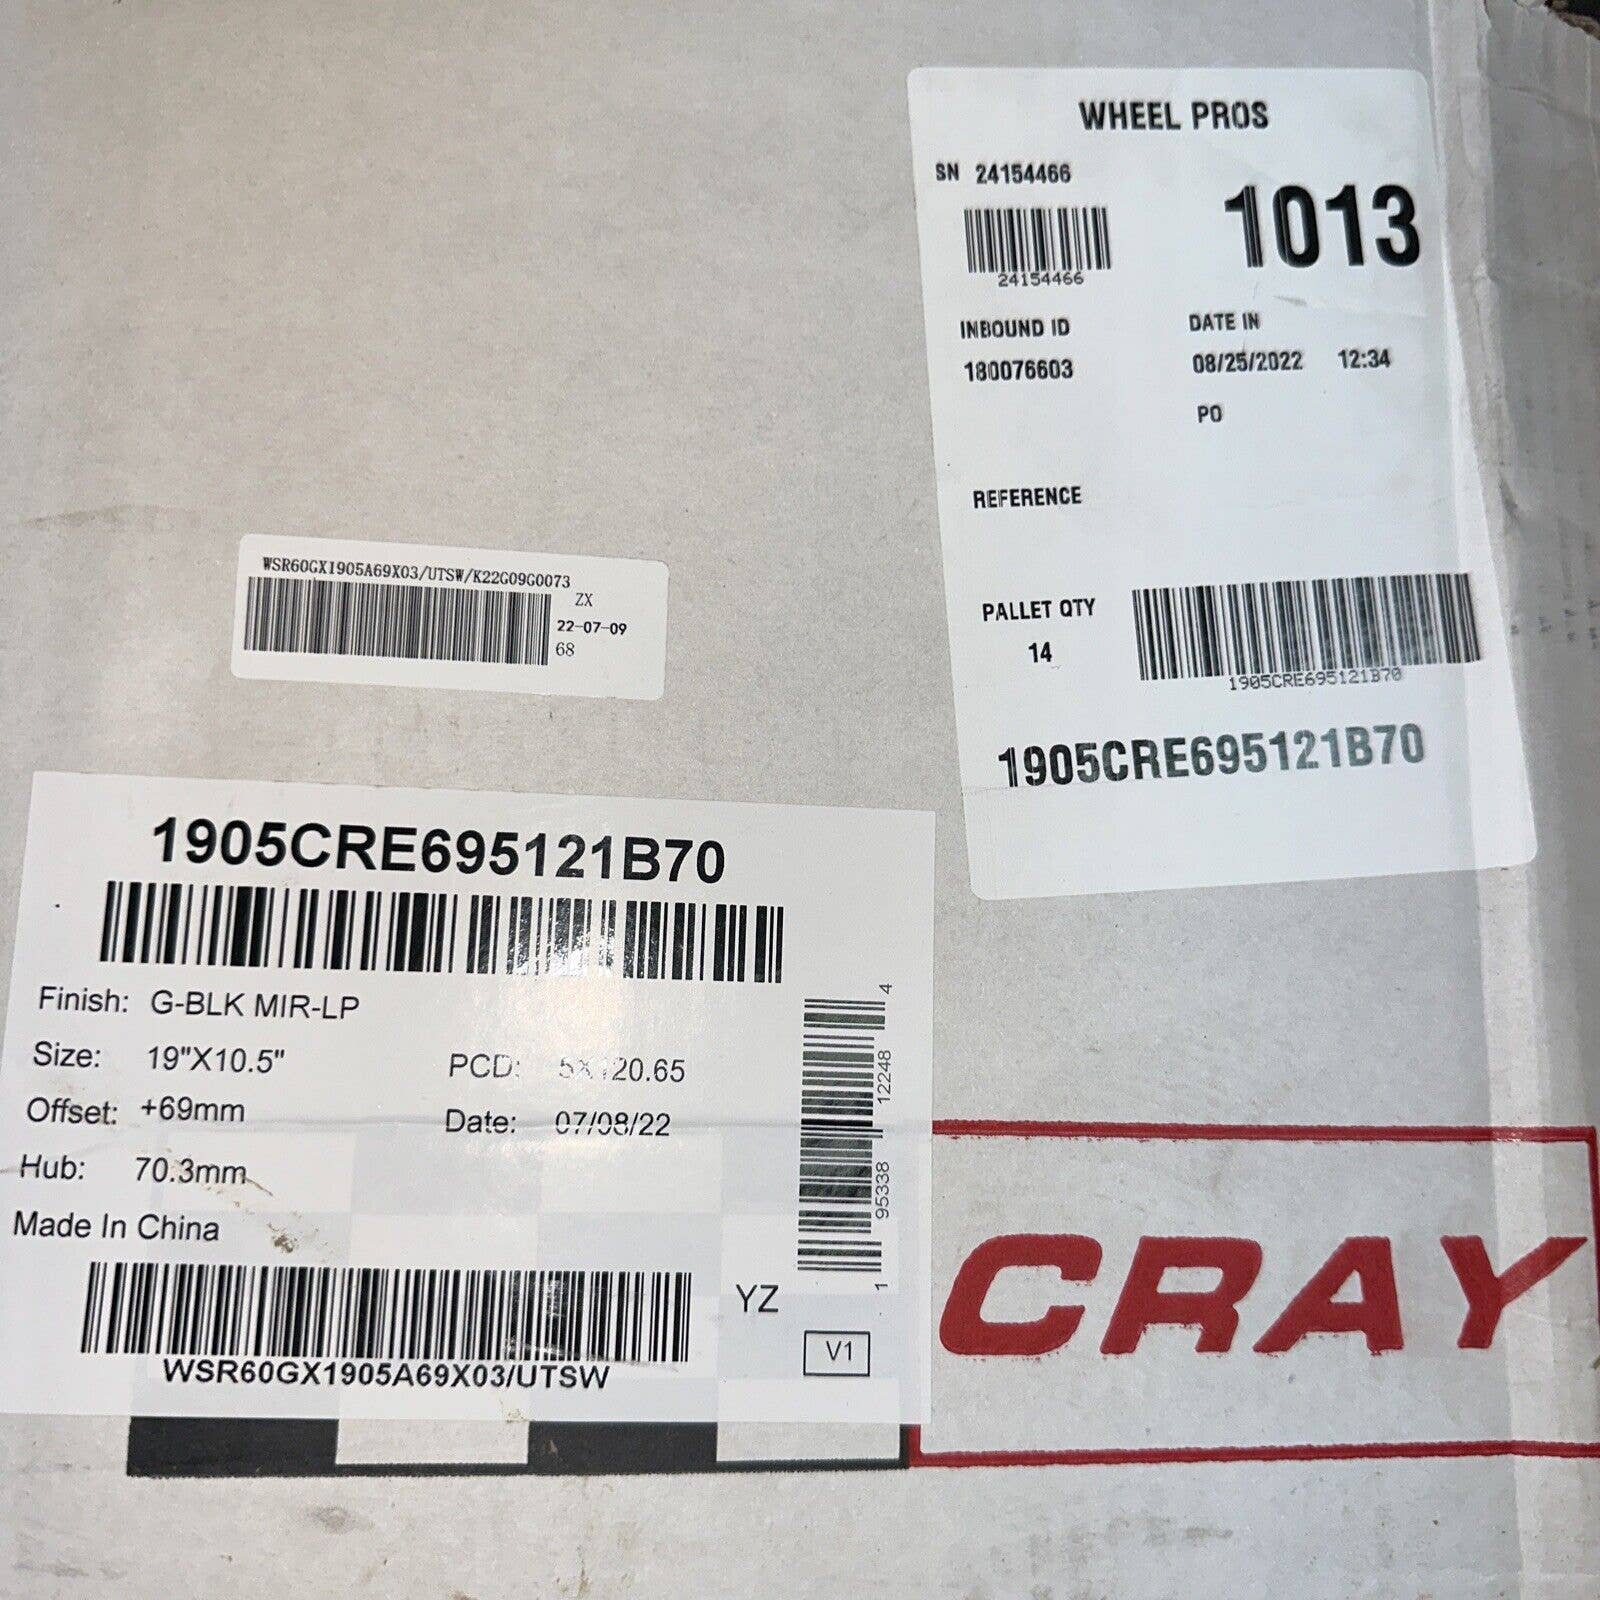 WHEEL PROS
SN 24154466
1013
24154466
INBOUND ID
180076603
DATE IN
08/25/2022 12:34
PO
REFERENCE
PALLET QTY
14
1905CRE695121B70
1905CRE695121B70
WSR60GX1905A69X03/UTSW/K22G09G0073
ZX
22-07-09
68
1905CRE695121B70
Finish: G-BLK MIR-LP
Size: 19"X10.5"
PCD: 5X120.65
Offset: +69mm
Date: 07/08/22
Hub: 70.3mm
Made In China
WSR60GX1905A69X03/UTSW
YZ
V1
1 95338 12248 4
CRAY